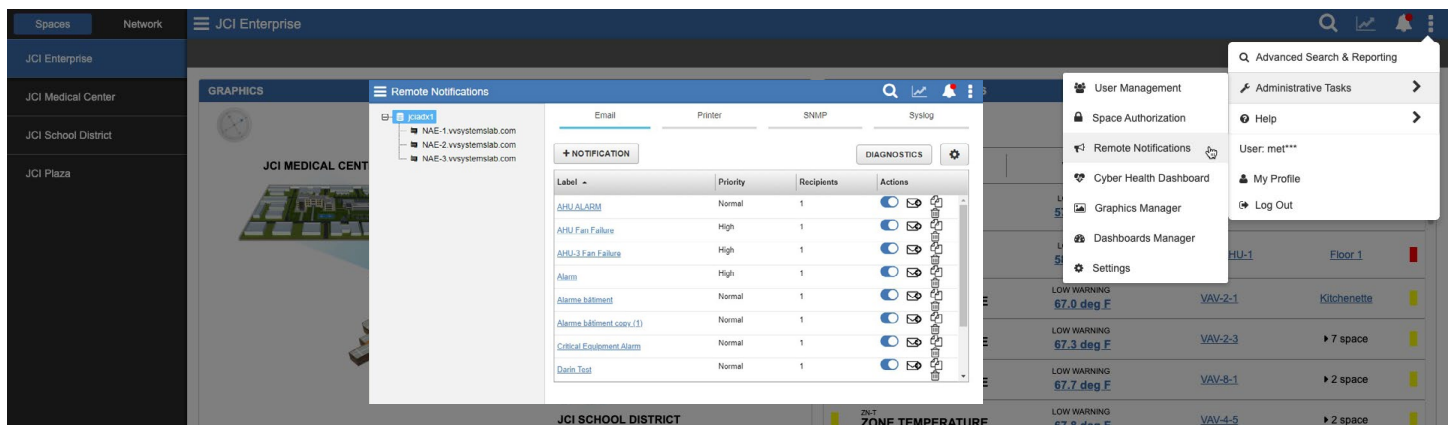 Spaces
Network
JCI Enterprise
JCI Enterprise
JCI Medical Center
JCI School District
JCI Plaza
GRAPHICS
JCI MEDICAL CENT
JCI SCHOOL DISTRICT
Remote Notifications
jciadx1
NAE-1.vvsystemslab.com
NAE-2.vvsystemslab.com
NAE-3.vvsystemslab.com
Email
Printer
SNMP
Syslog
+ NOTIFICATION
DIAGNOSTICS
Label
Priority
Recipients
Actions
AHU ALARM
Normal
1
AHU Fan Failure
High
1
AHU-3 Fan Failure
High
1
Alarm
High
1
Alarme bâtiment
Normal
1
Alarme bâtiment copy (1)
Normal
1
Critical Equipment Alarm
Normal
1
Darin Test
Normal
1
User Management
Space Authorization
Remote Notifications
Cyber Health Dashboard
Graphics Manager
Dashboards Manager
Settings
Advanced Search & Reporting
Administrative Tasks
Help
User: met***
My Profile
Log Out
HU-1
Floor 1
LOW WARNING
67.0 deg F
VAV-2-1
Kitchenette
LOW WARNING
67.3 deg F
VAV-2-3
7 space
LOW WARNING
67.7 deg F
VAV-8-1
2 space
ZN-T
ZONE TEMPERATURE
LOW WARNING
67.8 deg F
VAV-4-5
2 space